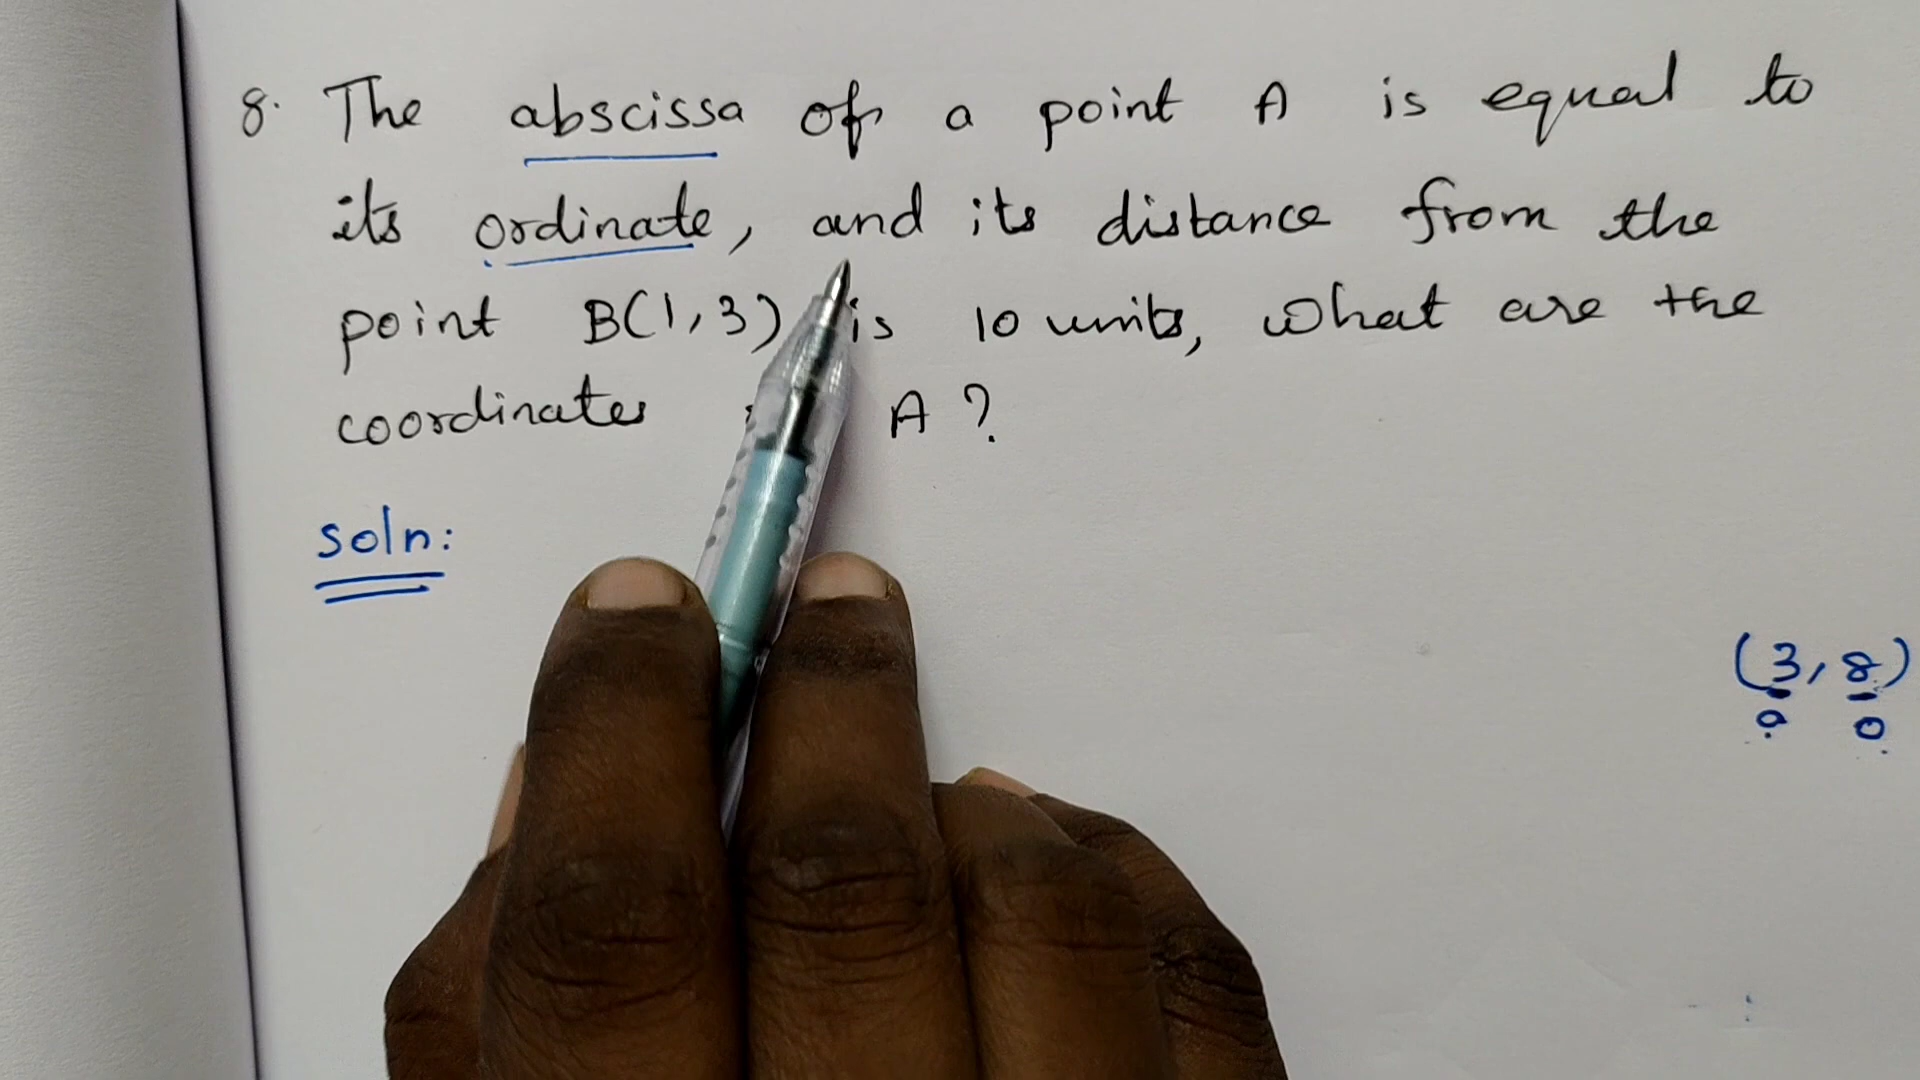 8. The abscissa of a point A is equal to
its ordinate, and its distance from the
point B(1,3) is 10 units, what are the
coordinates A?
Soln:
(3,8)
a o